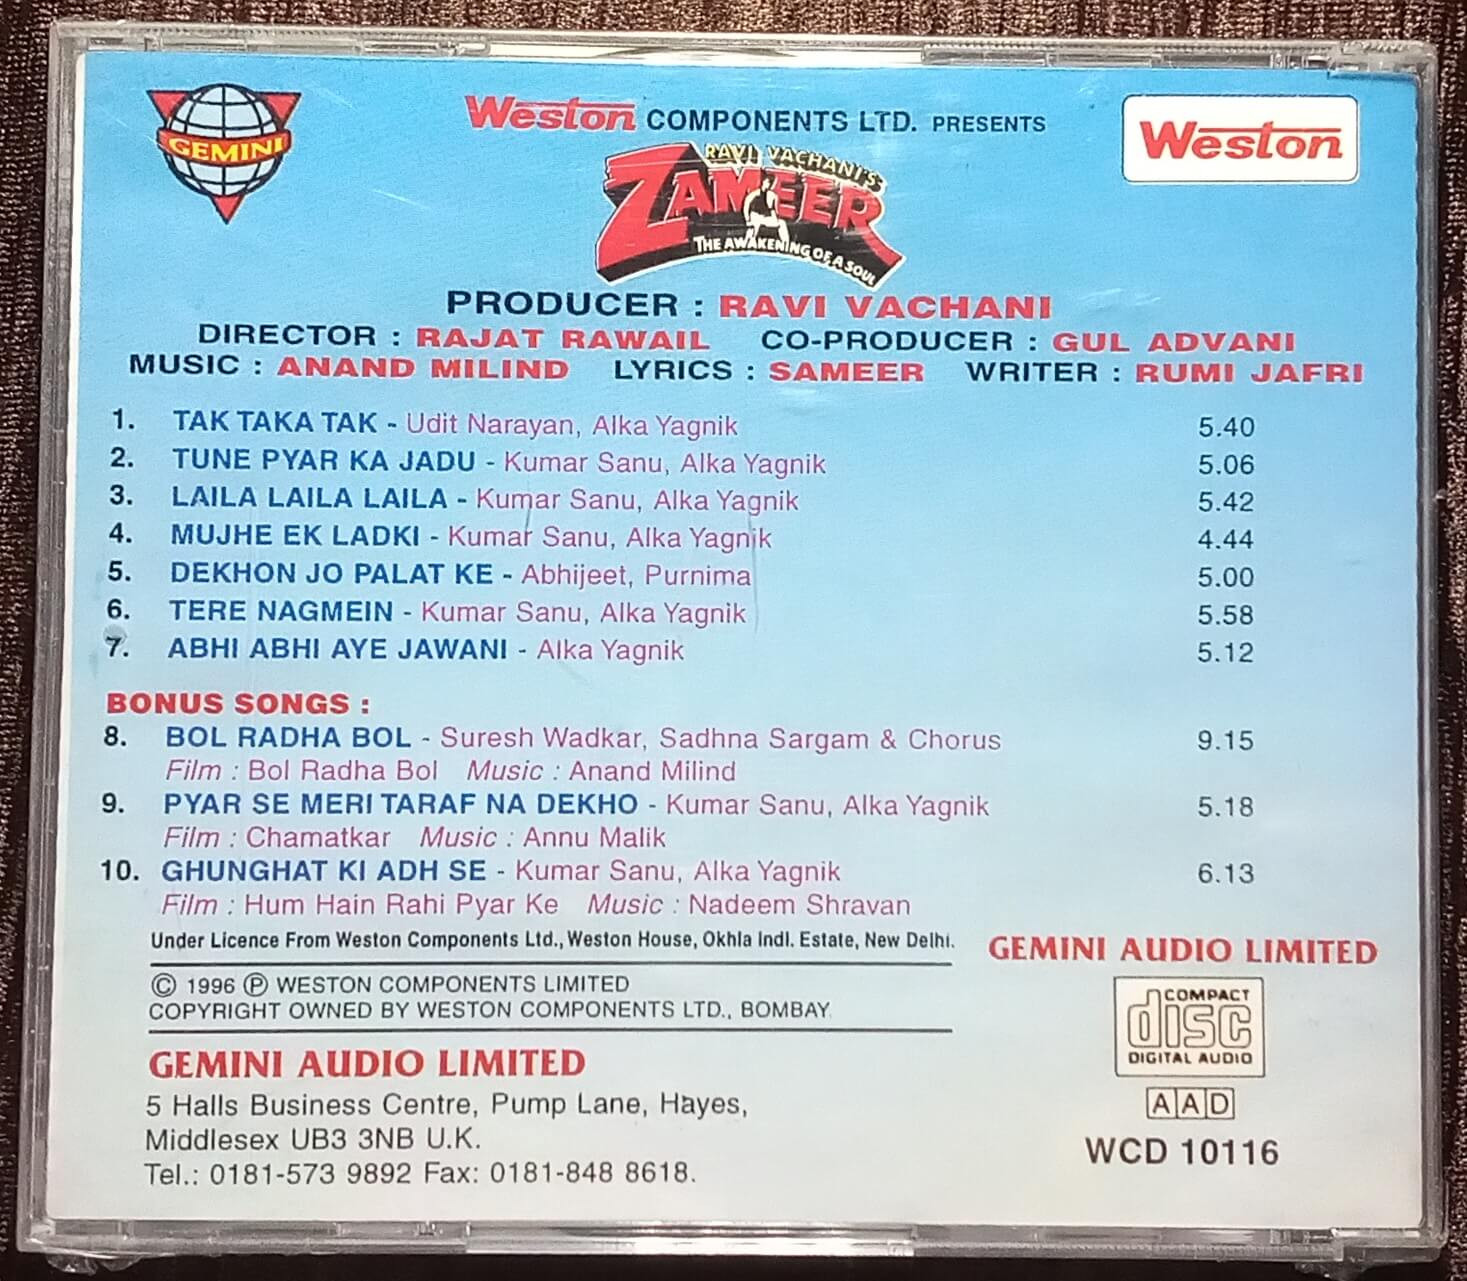 GEMINI
Weston COMPONENTS LTD. PRESENTS
Weston
RAVI VACHANI'S
ZAMEER
THE AWAKENING OF A SOUL
PRODUCER : RAVI VACHANI
DIRECTOR : RAJAT RAWAIL CO-PRODUCER : GUL ADVANI
MUSIC : ANAND MILIND LYRICS : SAMEER WRITER : RUMI JAFRI
1. TAK TAKA TAK - Udit Narayan, Alka Yagnik 5.40
2. TUNE PYAR KA JADU - Kumar Sanu, Alka Yagnik 5.06
3. LAILA LAILA LAILA - Kumar Sanu, Alka Yagnik 5.42
4. MUJHE EK LADKI - Kumar Sanu, Alka Yagnik 4.44
5. DEKHON JO PALAT KE - Abhijeet, Purnima 5.00
6. TERE NAGMEIN - Kumar Sanu, Alka Yagnik 5.58
7. ABHI ABHI AYE JAWANI - Alka Yagnik 5.12
BONUS SONGS :
8. BOL RADHA BOL - Suresh Wadkar, Sadhna Sargam & Chorus 9.15
Film : Bol Radha Bol Music : Anand Milind
9. PYAR SE MERI TARAF NA DEKHO - Kumar Sanu, Alka Yagnik 5.18
Film : Chamatkar Music : Annu Malik
10. GHUNGHAT KI ADH SE - Kumar Sanu, Alka Yagnik 6.13
Film : Hum Hain Rahi Pyar Ke Music : Nadeem Shravan
Under Licence From Weston Components Ltd., Weston House, Okhla Indl. Estate, New Delhi.
© 1996 ℗ WESTON COMPONENTS LIMITED
COPYRIGHT OWNED BY WESTON COMPONENTS LTD., BOMBAY
GEMINI AUDIO LIMITED
5 Halls Business Centre, Pump Lane, Hayes,
Middlesex UB3 3NB U.K.
Tel.: 0181-573 9892 Fax: 0181-848 8618.
GEMINI AUDIO LIMITED
COMPACT
disc
DIGITAL AUDIO
AAD
WCD 10116